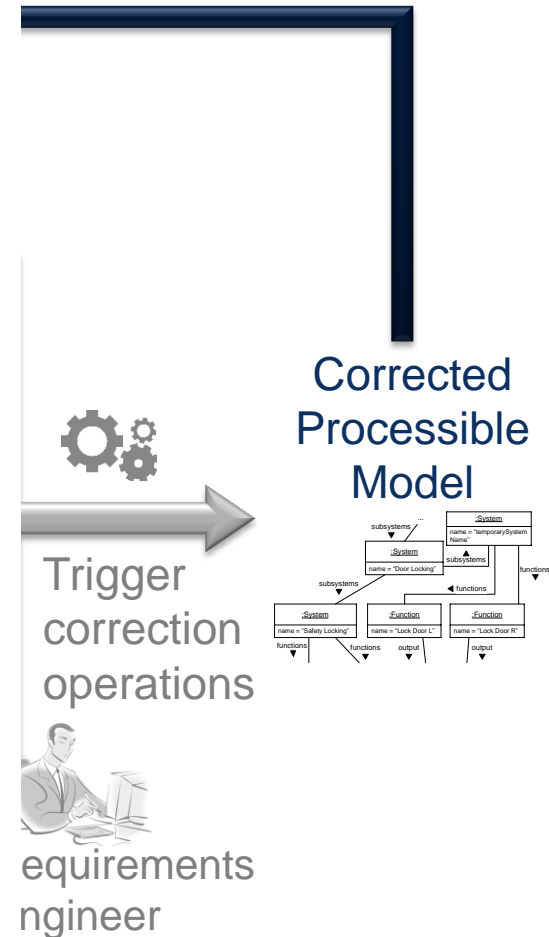 Corrected
Processible
Model
...
subsystems
:System
name = "temporarySystem
Name"
:System
name = "Door Locking"
subsystems
functions
subsystems
functions
:System
name = "Safety Locking"
:Function
name = "Lock Door L"
:Function
name = "Lock Door R"
functions
functions
output
output
Trigger
correction
operations
equirements
ngineer